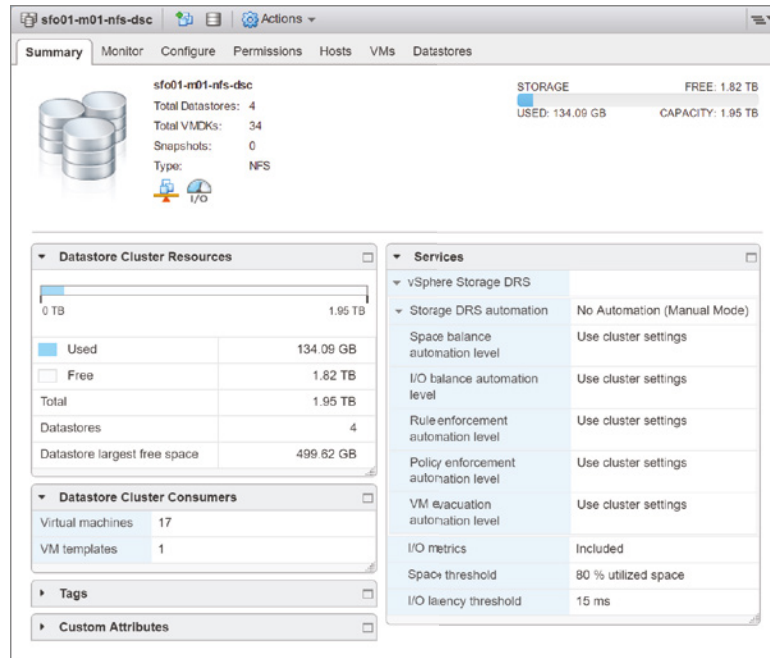 sfo01-m01-nfs-dsc Actions
Summary Monitor Configure Permissions Hosts VMs Datastores
sfo01-m01-nfs-dsc
Total Datastores: 4
Total VMDKs: 34
Snapshots: 0
Type: NFS
I/O
STORAGE FREE: 1.82 TB
USED: 134.09 GB CAPACITY: 1.95 TB
Datastore Cluster Resources
0 TB 1.95 TB
Used 134.09 GB
Free 1.82 TB
Total 1.95 TB
Datastores 4
Datastore largest free space 499.62 GB
Datastore Cluster Consumers
Virtual machines 17
VM templates 1
Tags
Custom Attributes
Services
vSphere Storage DRS
Storage DRS automation No Automation (Manual Mode)
Space balance Use cluster settings
automation level
I/O balance automation Use cluster settings
level
Rule enforcement Use cluster settings
automation level
Policy enforcement Use cluster settings
automation level
VM evacuation Use cluster settings
automation level
I/O metrics Included
Space threshold 80 % utilized space
I/O latency threshold 15 ms